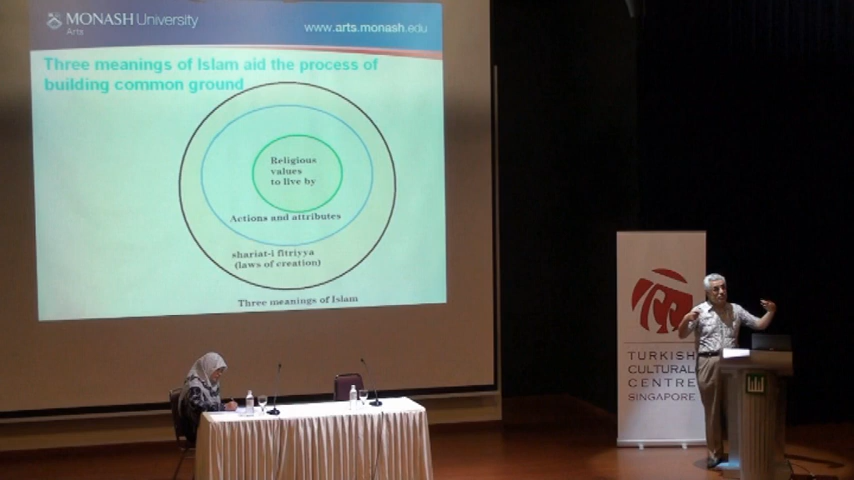 MONASH University
Arts
www.arts.monash.edu
Three meanings of Islam aid the process of
building common ground
Religious
values
to live by
Actions and attributes
shariat-i fitriyya
(laws of creation)
Three meanings of Islam
TCC
TURKISH
CULTURAL
CENTRE
SINGAPORE